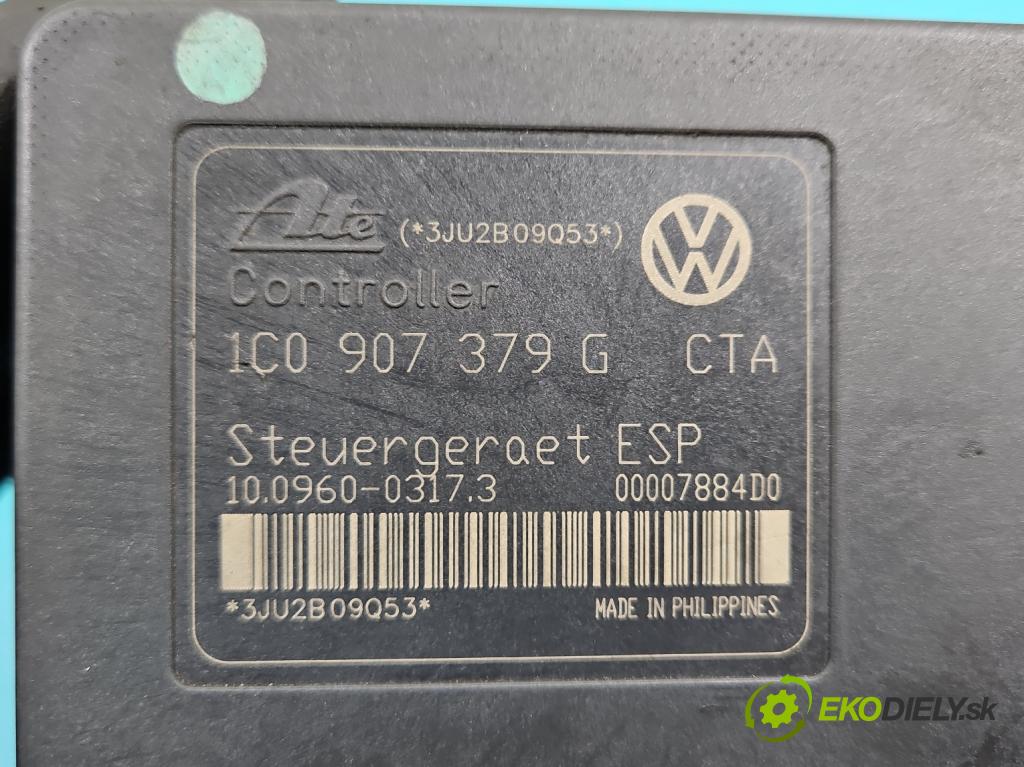 Ate (*3JU2B09Q53*)
Controller
1C0 907 379 G CTA
Steuergeraet ESP
10.0960-0317.3 00007884D0
*3JU2B09Q53* MADE IN PHILIPPINES
EKODIELY.sk